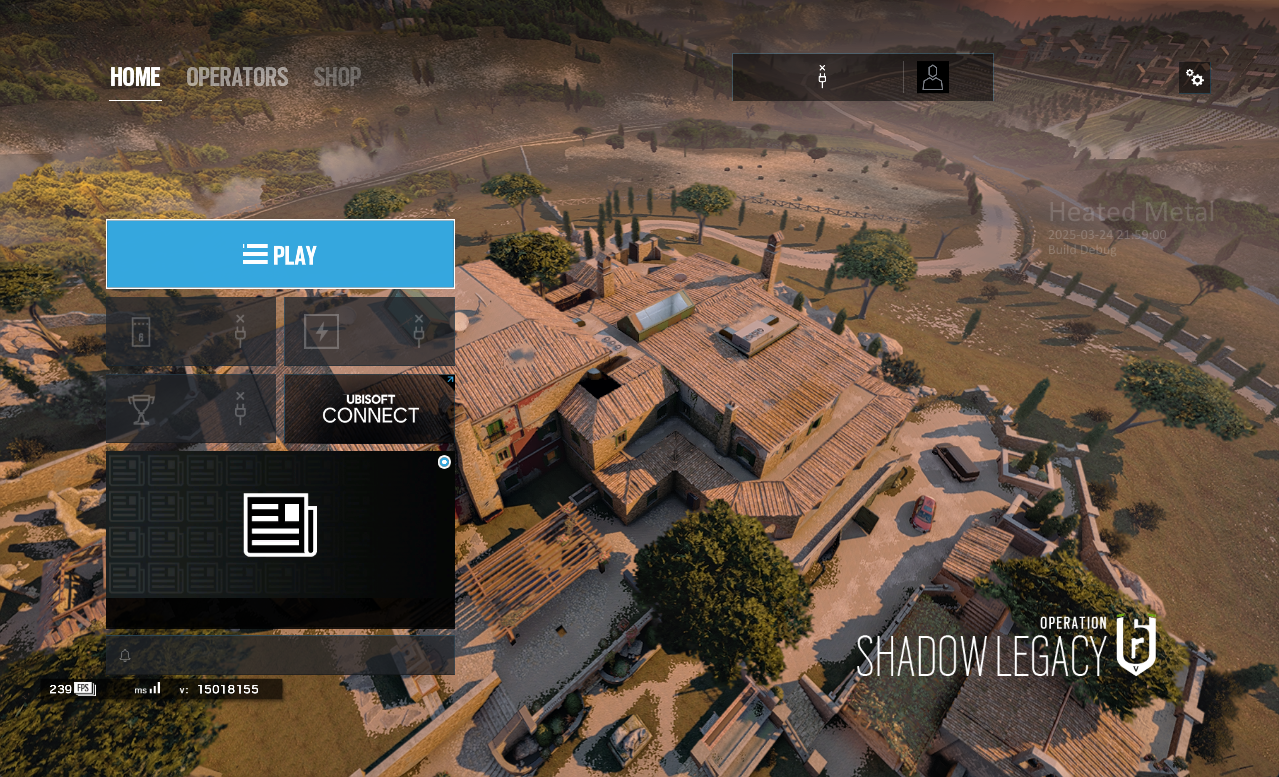 HOME OPERATORS SHOP
Heated Metal
2025-03-24 21:59:00
Build Debug
PLAY
UBISOFT
CONNECT
OPERATION
SHADOW LEGACY
239 FPS ms v: 15018155